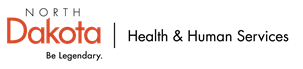 NORTH
Dakota
Be Legendary.
Health & Human Services